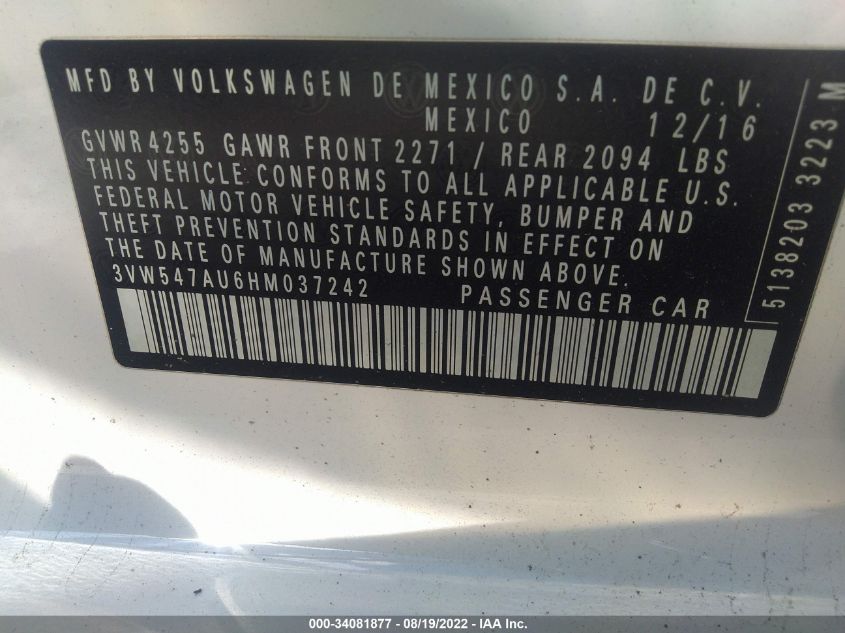 MFD BY VOLKSWAGEN DE MEXICO S.A. DE C.V.
MEXICO 12/16
GVWR 4255 GAWR FRONT 2271 / REAR 2094 LBS
THIS VEHICLE CONFORMS TO ALL APPLICABLE U.S.
FEDERAL MOTOR VEHICLE SAFETY, BUMPER AND
THEFT PREVENTION STANDARDS IN EFFECT ON
THE DATE OF MANUFACTURE SHOWN ABOVE.
3VW547AU6HM037242 PASSENGER CAR
5138203 3223 M
000-34081877 - 08/19/2022 - IAA Inc.